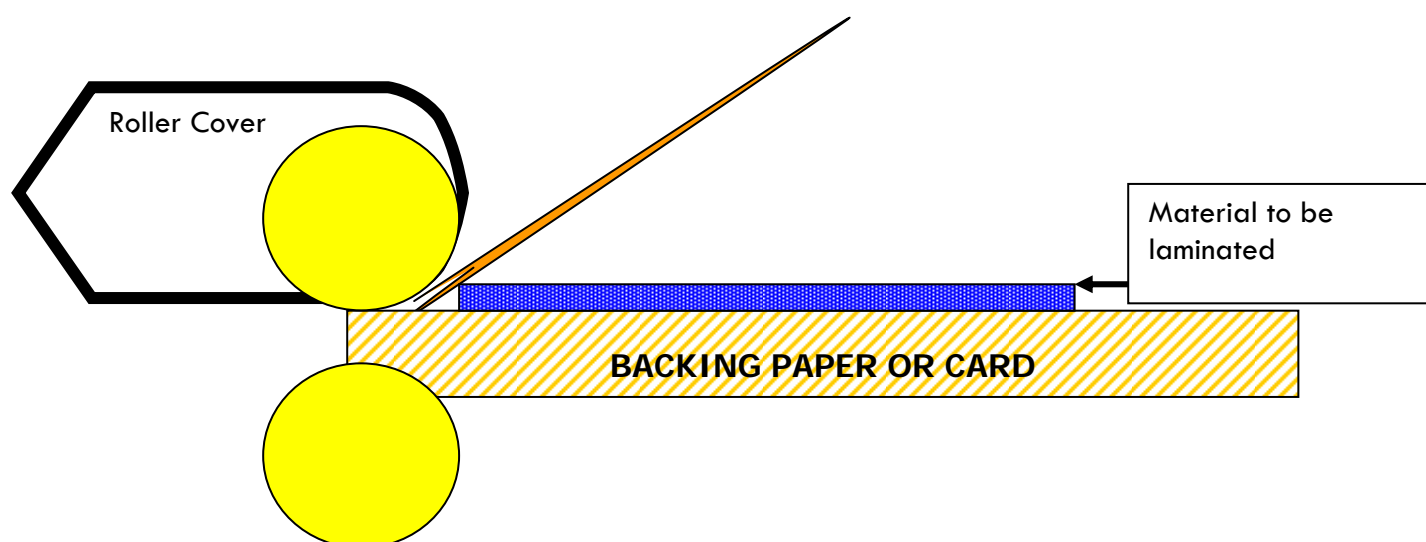 Roller Cover
Material to be
laminated
BACKING PAPER OR CARD